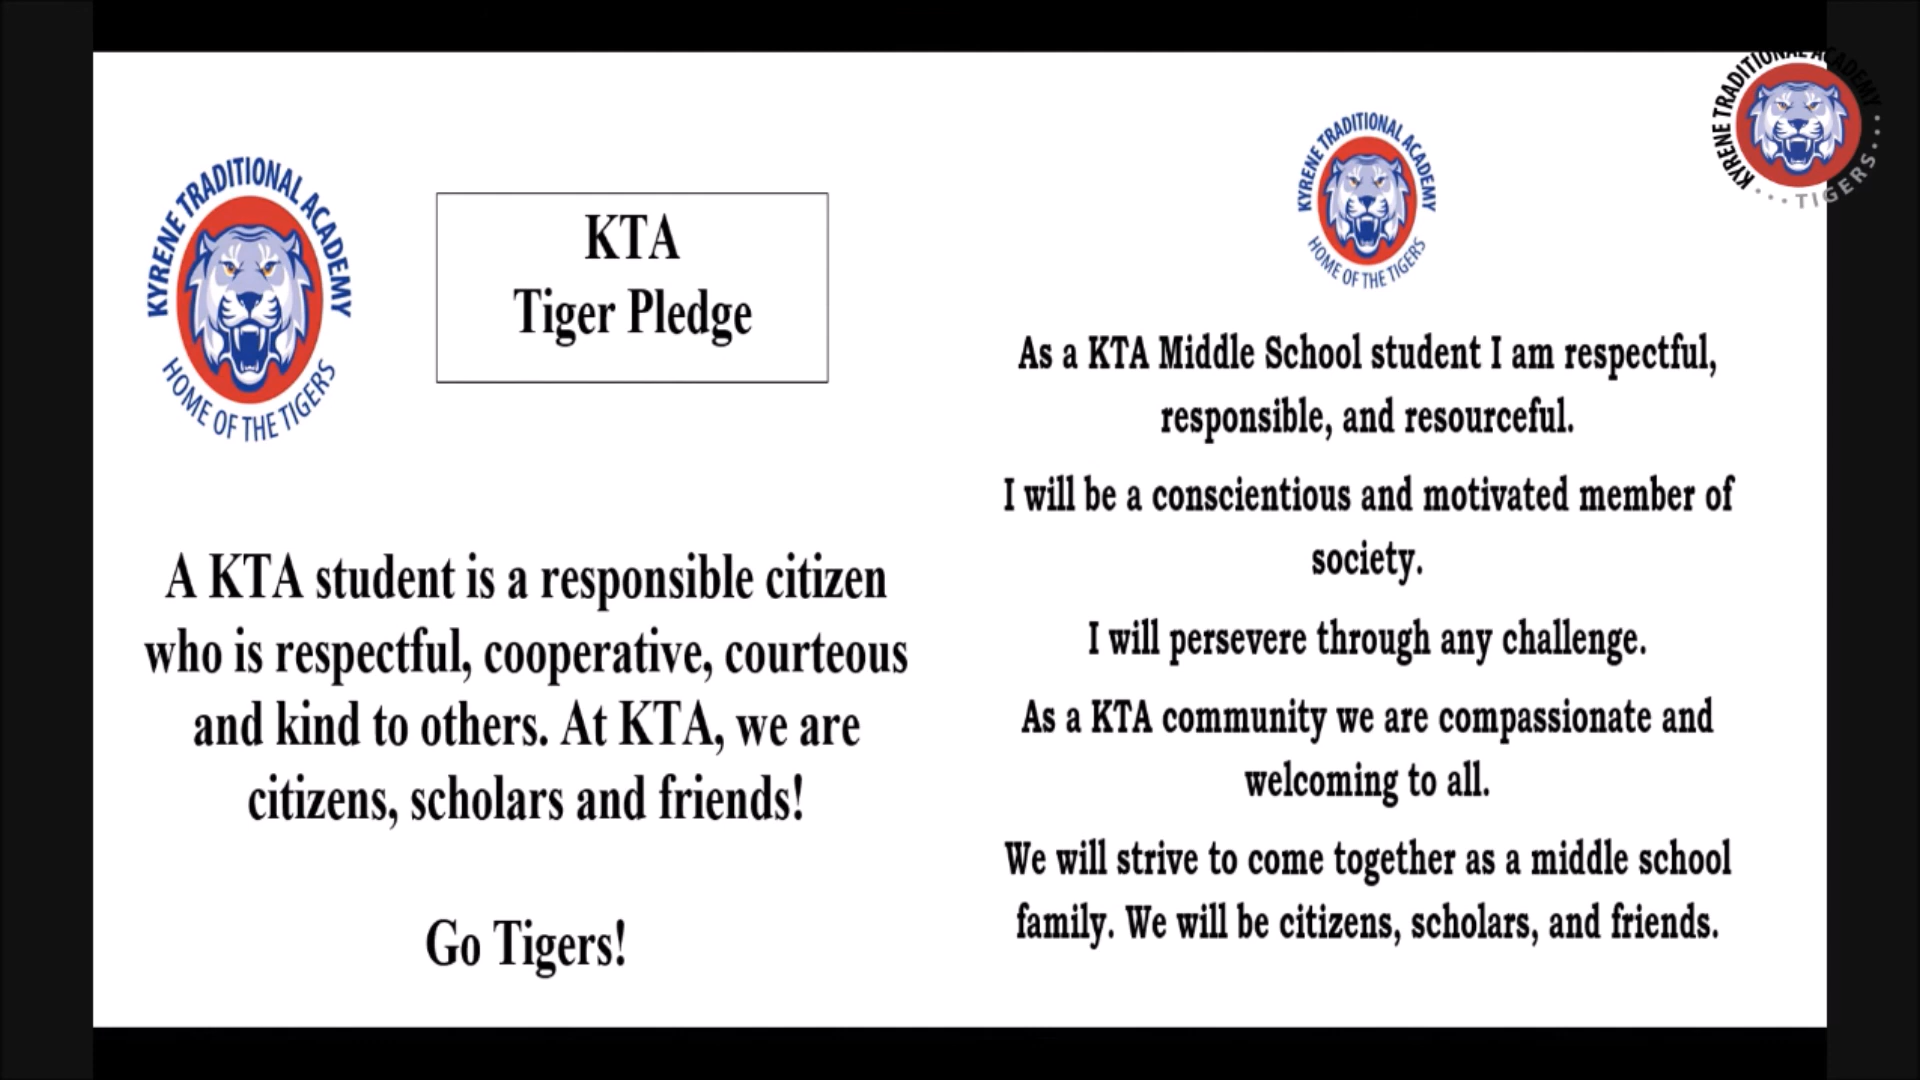 KYRENE TRADITIONAL ACADEMY
HOME OF THE TIGERS
KTA
Tiger Pledge
A KTA student is a responsible citizen
who is respectful, cooperative, courteous
and kind to others. At KTA, we are
citizens, scholars and friends!
Go Tigers!
KYRENE TRADITIONAL ACADEMY
HOME OF THE TIGERS
As a KTA Middle School student I am respectful,
responsible, and resourceful.
I will be a conscientious and motivated member of
society.
I will persevere through any challenge.
As a KTA community we are compassionate and
welcoming to all.
We will strive to come together as a middle school
family. We will be citizens, scholars, and friends.
KYRENE TRADITIONAL ACADEMY
...TIGERS...